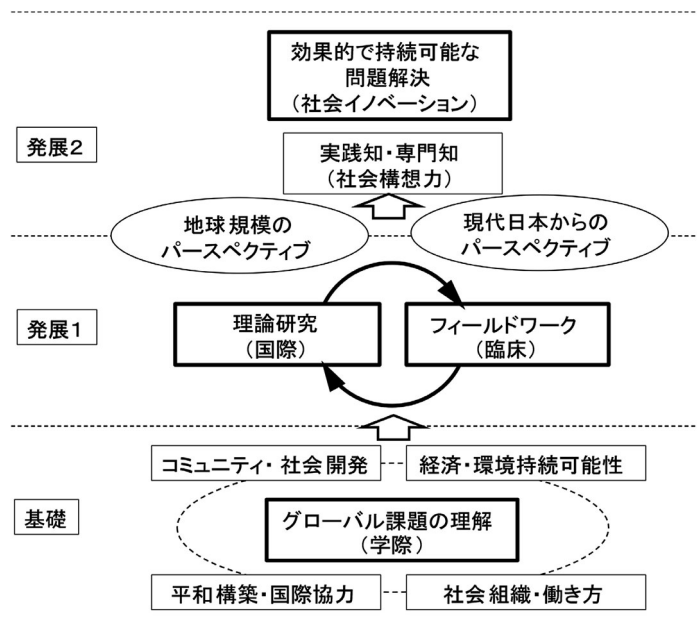 効果的で持続可能な
問題解決
（社会イノベーション）
発展２
実践知・専門知
（社会構想力）
地球規模の
パースペクティブ
現代日本からの
パースペクティブ
発展１
理論研究
（国際）
フィールドワーク
（臨床）
コミュニティ・社会開発
経済・環境持続可能性
基礎
グローバル課題の理解
（学際）
平和構築・国際協力
社会組織・働き方